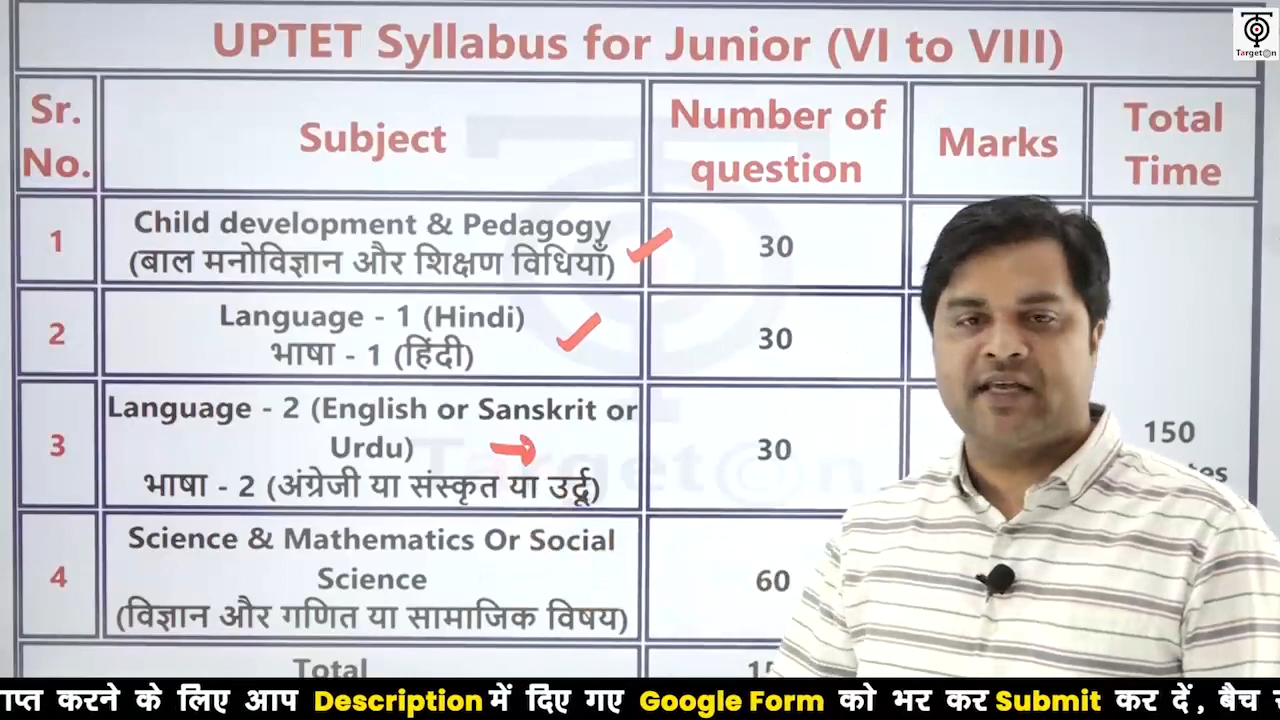 UPTET Syllabus for Junior (VI to VIII)
Target On
Sr. No.
Subject
Number of question
Marks
Total Time
1
Child development & Pedagogy
(बाल मनोविज्ञान और शिक्षण विधियाँ)
30
2
Language - 1 (Hindi)
भाषा - 1 (हिंदी)
30
3
Language - 2 (English or Sanskrit or
Urdu)
भाषा - 2 (अंग्रेजी या संस्कृत या उर्दू)
30
150
4
Science & Mathematics Or Social
Science
(विज्ञान और गणित या सामाजिक विषय)
60
Total
करने के लिए आप Description में दिए गए Google Form को भर कर Submit कर दें, बैच